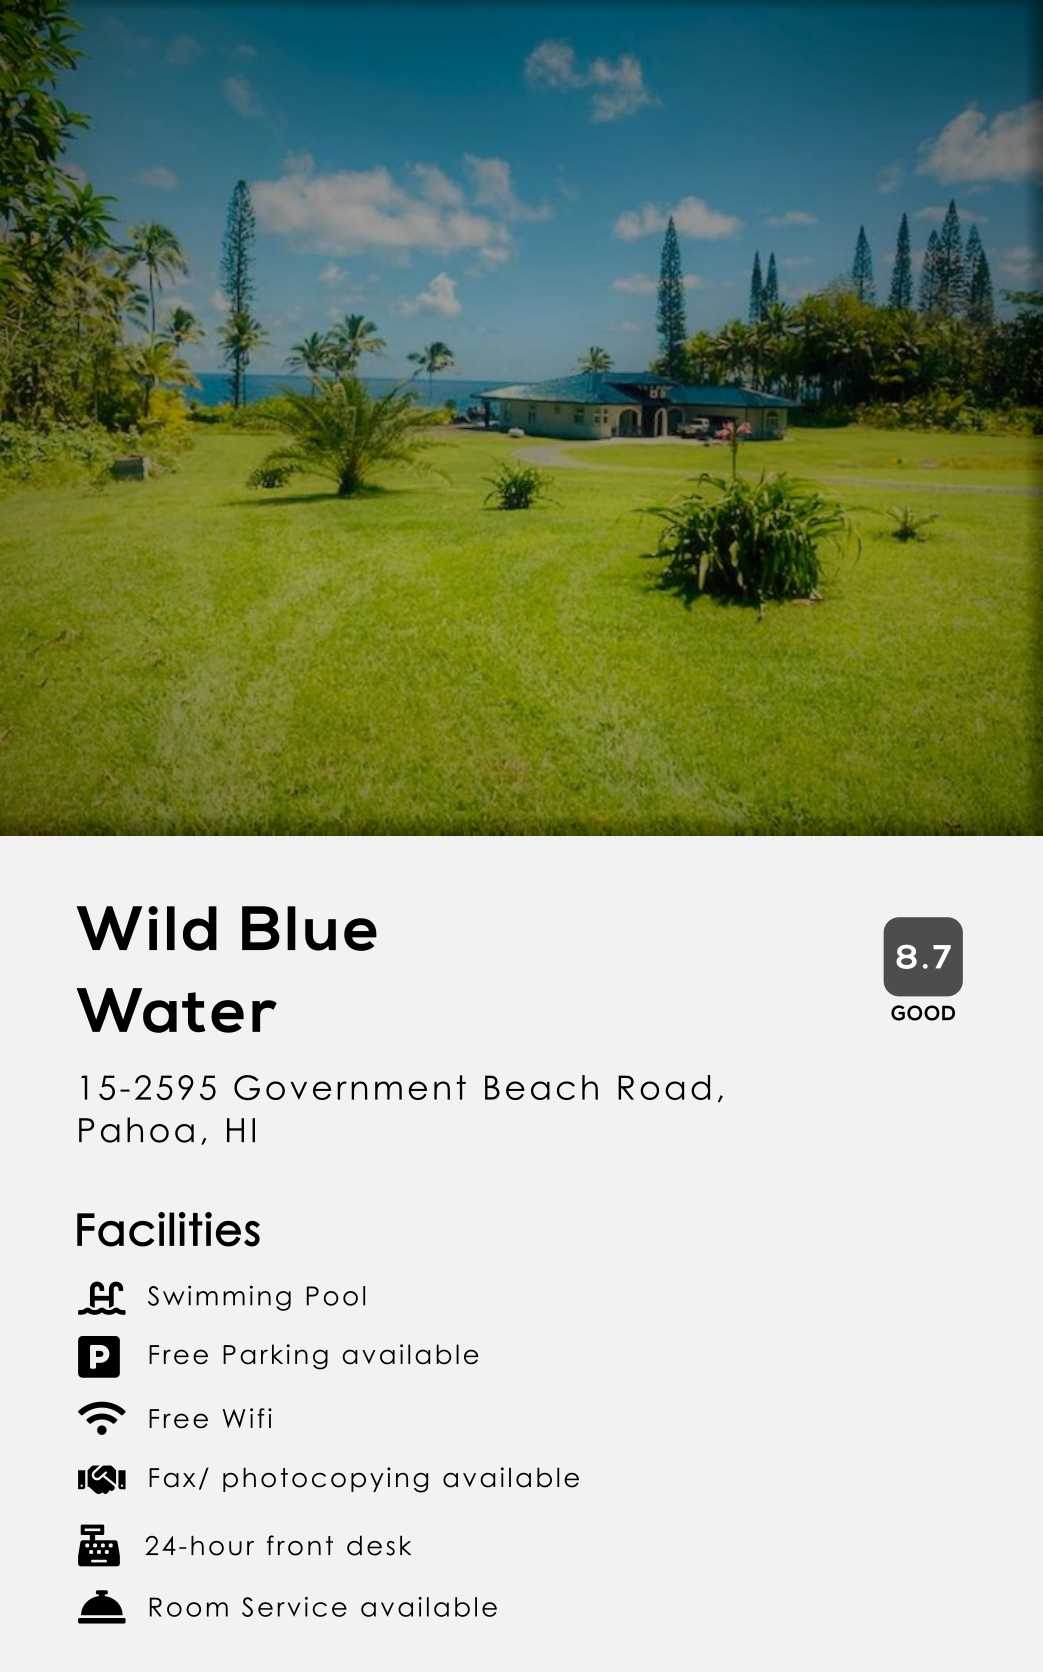 Wild Blue
Water
8.7
GOOD
15-2595 Government Beach Road,
Pahoa, HI
Facilities
Swimming Pool
P
Free Parking available
Free Wifi
Fax/ photocopying available
24-hour front desk
Room Service available